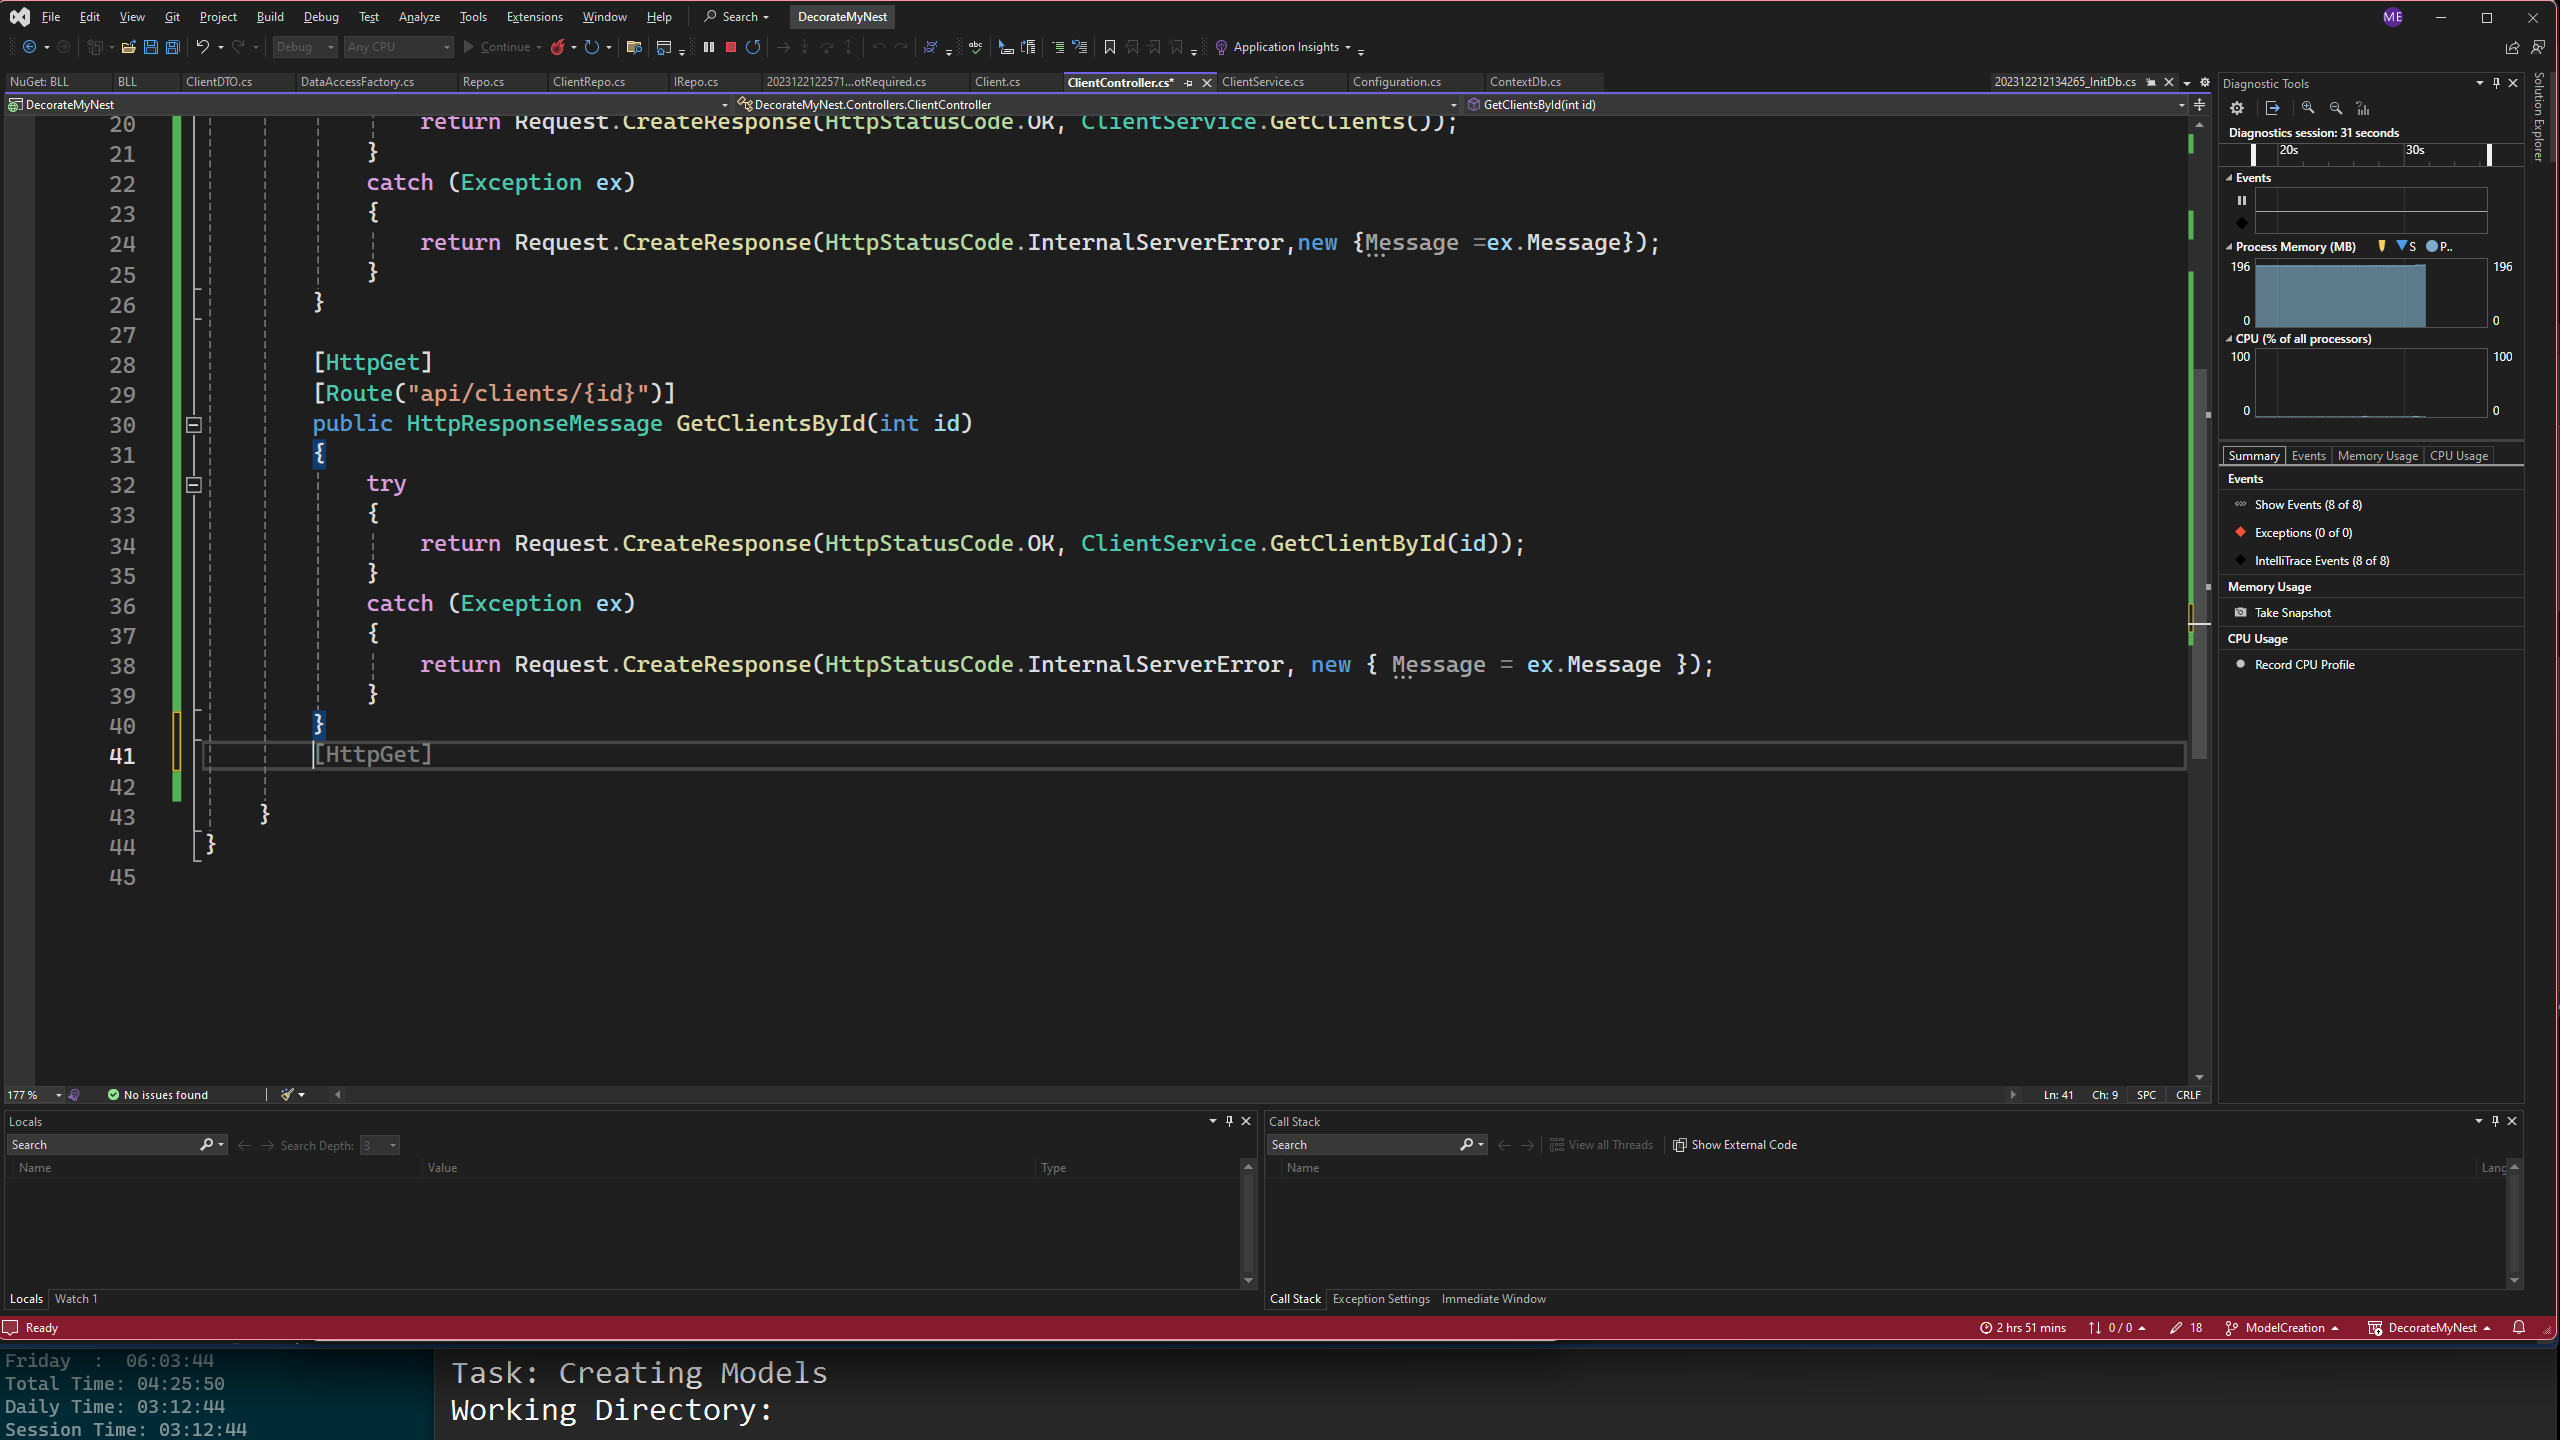 File Edit View Git Project Build Debug Test Analyze Tools Extensions Window Help Search DecorateMyNest ME
Debug Any CPU Continue Application Insights
NuGet: BLL BLL ClientDTO.cs DataAccessFactory.cs Repo.cs ClientRepo.cs IRepo.cs 2023122122571...otRequired.cs Client.cs ClientController.cs* ClientService.cs Configuration.cs ContextDb.cs 202312212134265_InitDb.cs
DecorateMyNest DecorateMyNest.Controllers.ClientController GetClientsById(int id)
20 return Request.CreateResponse(HttpStatusCode.OK, ClientService.GetClients());
21 }
22 catch (Exception ex)
23 {
24 return Request.CreateResponse(HttpStatusCode.InternalServerError,new {Message =ex.Message});
25 }
26 }
27
28 [HttpGet]
29 [Route("api/clients/{id}")]
30 public HttpResponseMessage GetClientsById(int id)
31 {
32 try
33 {
34 return Request.CreateResponse(HttpStatusCode.OK, ClientService.GetClientById(id));
35 }
36 catch (Exception ex)
37 {
38 return Request.CreateResponse(HttpStatusCode.InternalServerError, new { Message = ex.Message });
39 }
40 }
41 [HttpGet]
42
43 }
44 }
45
177 % No issues found Ln: 41 Ch: 9 SPC CRLF
Diagnostic Tools
Diagnostics session: 31 seconds
20s 30s
Events
Process Memory (MB) S P..
196 196
0 0
CPU (% of all processors)
100 100
0 0
Summary Events Memory Usage CPU Usage
Events
Show Events (8 of 8)
Exceptions (0 of 0)
IntelliTrace Events (8 of 8)
Memory Usage
Take Snapshot
CPU Usage
Record CPU Profile
Solution Explorer
Locals
Search Search Depth: 3
Name Value Type
Locals Watch 1
Call Stack
Search View all Threads Show External Code
Name Lang
Call Stack Exception Settings Immediate Window
Ready 2 hrs 51 mins 0 / 0 18 ModelCreation DecorateMyNest
Friday : 06:03:44
Total Time: 04:25:50
Daily Time: 03:12:44
Session Time: 03:12:44
Task: Creating Models
Working Directory: